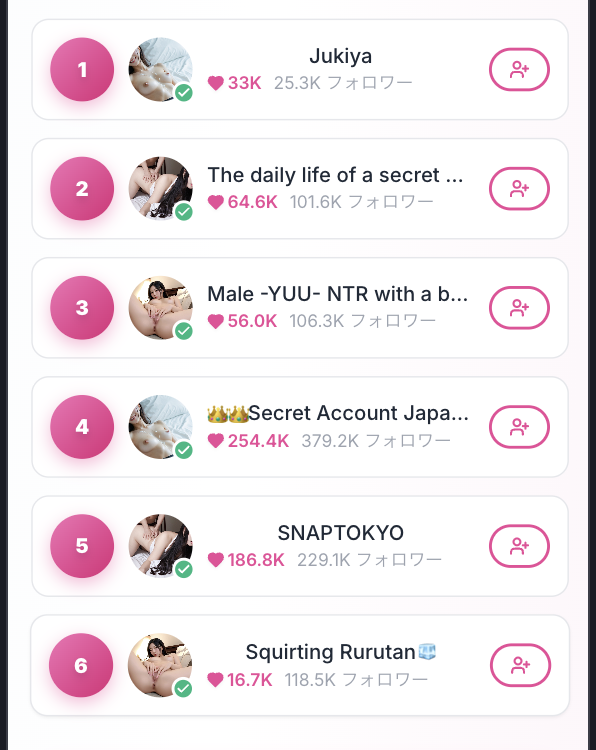 1
Jukiya
33K 25.3K フォロワー
2
The daily life of a secret ...
64.6K 101.6K フォロワー
3
Male -YUU- NTR with a b...
56.0K 106.3K フォロワー
4
👑👑Secret Account Japa...
254.4K 379.2K フォロワー
5
SNAPTOKYO
186.8K 229.1K フォロワー
6
Squirting Rurutan🧊
16.7K 118.5K フォロワー